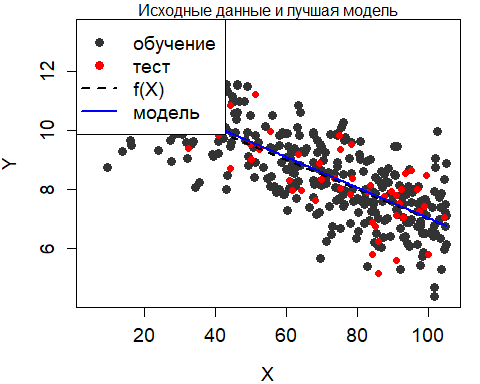 Исходные данные и лучшая модель
обучение
тест
f(X)
модель
Y
12
10
8
6
20 40 60 80 100
X